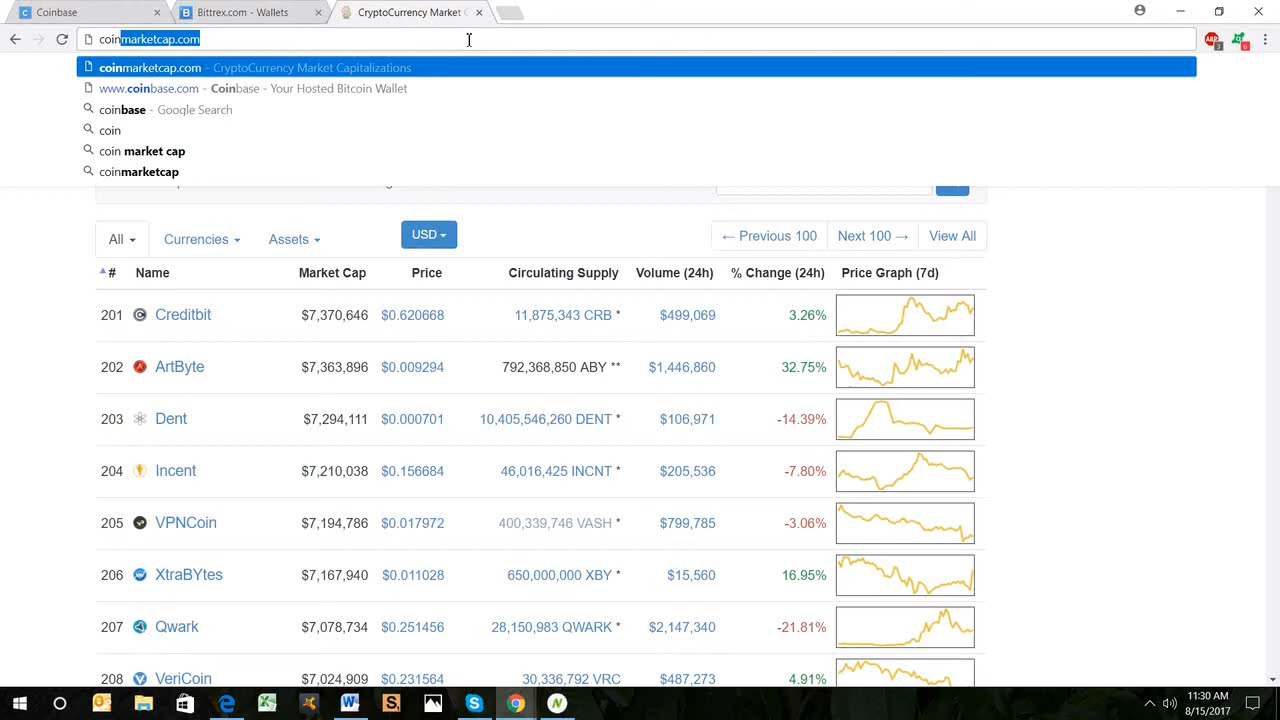 Coinbase Bittrex.com - Wallets CryptoCurrency Market C
coinmarketcap.com
coinmarketcap.com - CryptoCurrency Market Capitalizations
www.coinbase.com - Coinbase - Your Hosted Bitcoin Wallet
coinbase - Google Search
coin
coin market cap
coinmarketcap
All Currencies Assets USD ← Previous 100 Next 100 → View All
# Name Market Cap Price Circulating Supply Volume (24h) % Change (24h) Price Graph (7d)
201 Creditbit $7,370,646 $0.620668 11,875,343 CRB * $499,069 3.26%
202 ArtByte $7,363,896 $0.009294 792,368,850 ABY ** $1,446,860 32.75%
203 Dent $7,294,111 $0.000701 10,405,546,260 DENT * $106,971 -14.39%
204 Incent $7,210,038 $0.156684 46,016,425 INCNT * $205,536 -7.80%
205 VPNCoin $7,194,786 $0.017972 400,339,746 VASH * $799,785 -3.06%
206 XtraBYtes $7,167,940 $0.011028 650,000,000 XBY * $15,560 16.95%
207 Qwark $7,078,734 $0.251456 28,150,983 QWARK * $2,147,340 -21.81%
208 VeriCoin $7,024,909 $0.231564 30,336,792 VRC $487,273 4.91%
11:30 AM
8/15/2017